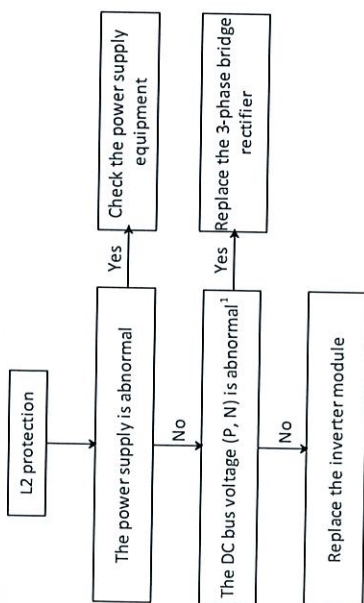 L2 protection
The power supply is abnormal
Yes
Check the power supply
equipment
No
The DC bus voltage (P, N) is abnormal¹
Yes
Replace the 3-phase bridge
rectifier
No
Replace the inverter module